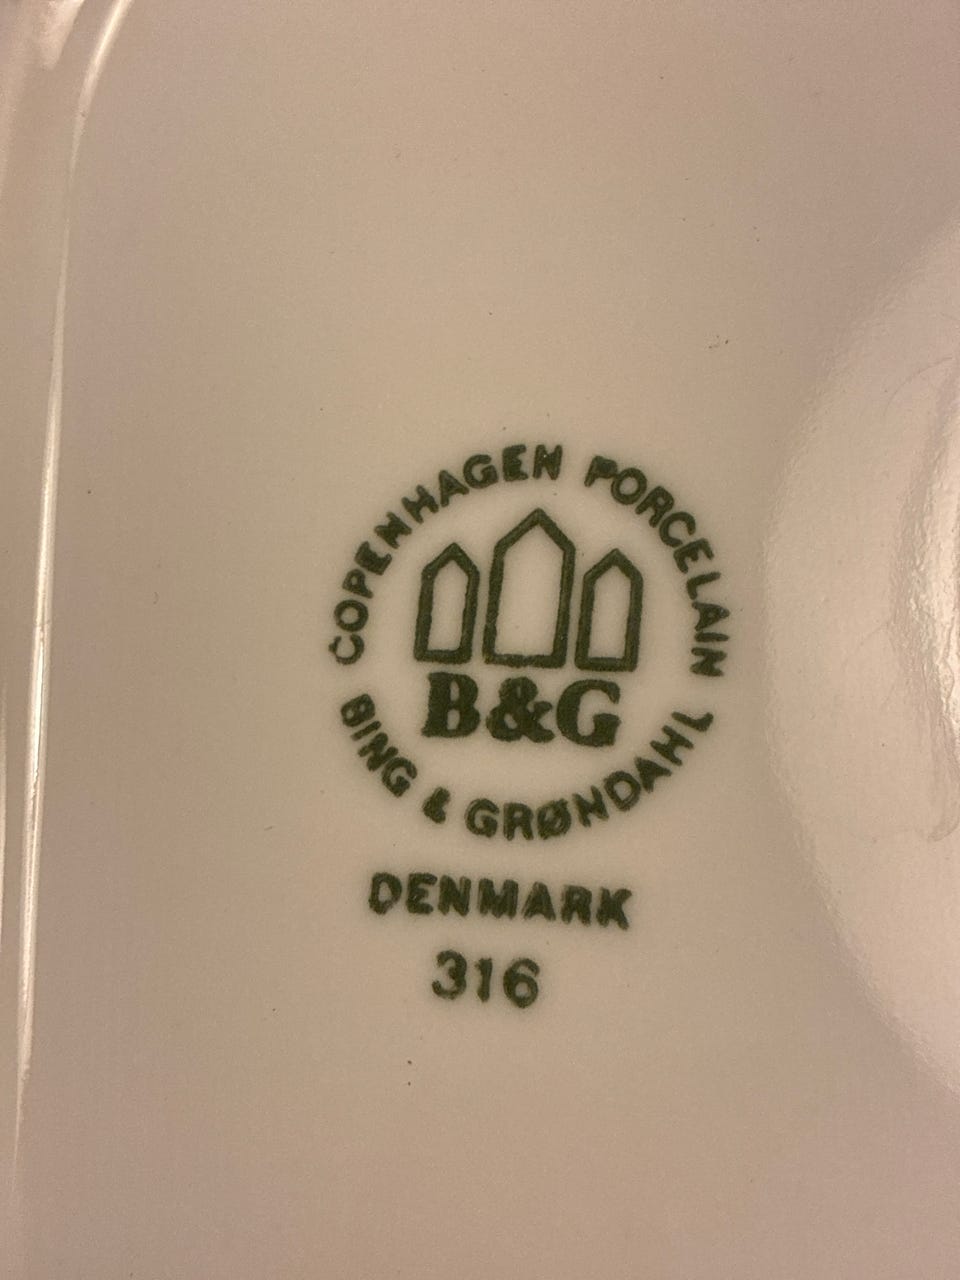 COPENHAGEN PORCELAIN
B&G
BING & GRØNDAHL
DENMARK
316